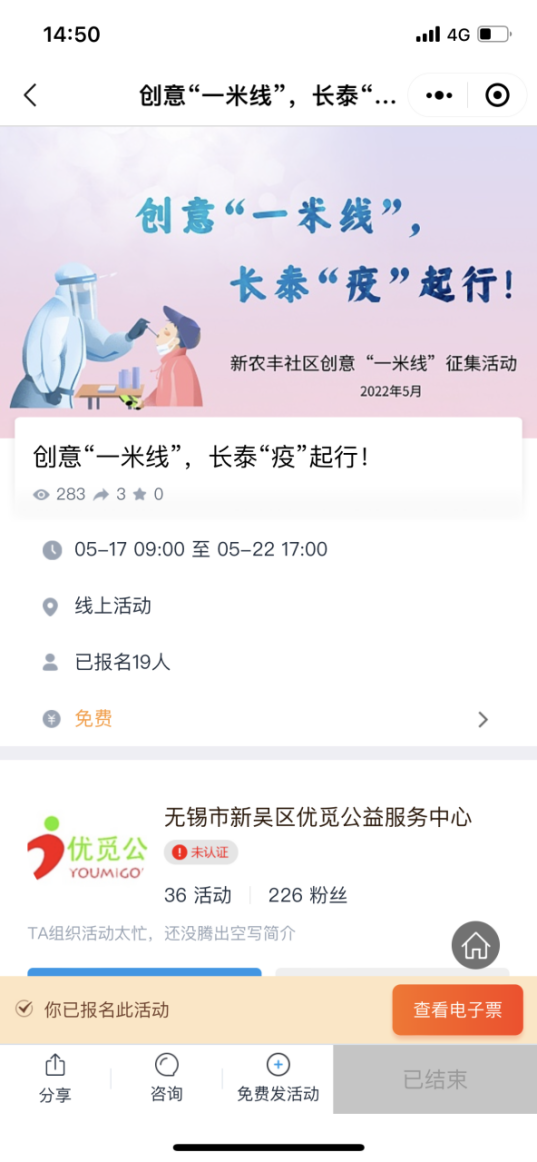 14:50
4G
创意“一米线”，长泰“...
创意“一米线”，
长泰“疫”起行！
新农丰社区创意“一米线”征集活动
2022年5月
创意“一米线”，长泰“疫”起行！
283 3 0
05-17 09:00 至 05-22 17:00
线上活动
已报名19人
免费
无锡市新吴区优觅公益服务中心
优觅公
YOUMIGO'
未认证
36 活动 226 粉丝
TA组织活动太忙，还没腾出空写简介
你已报名此活动
查看电子票
分享
咨询
免费发活动
已结束